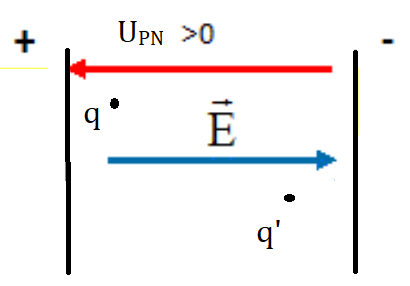 + U_PN >0 -
q
E⃗
q'